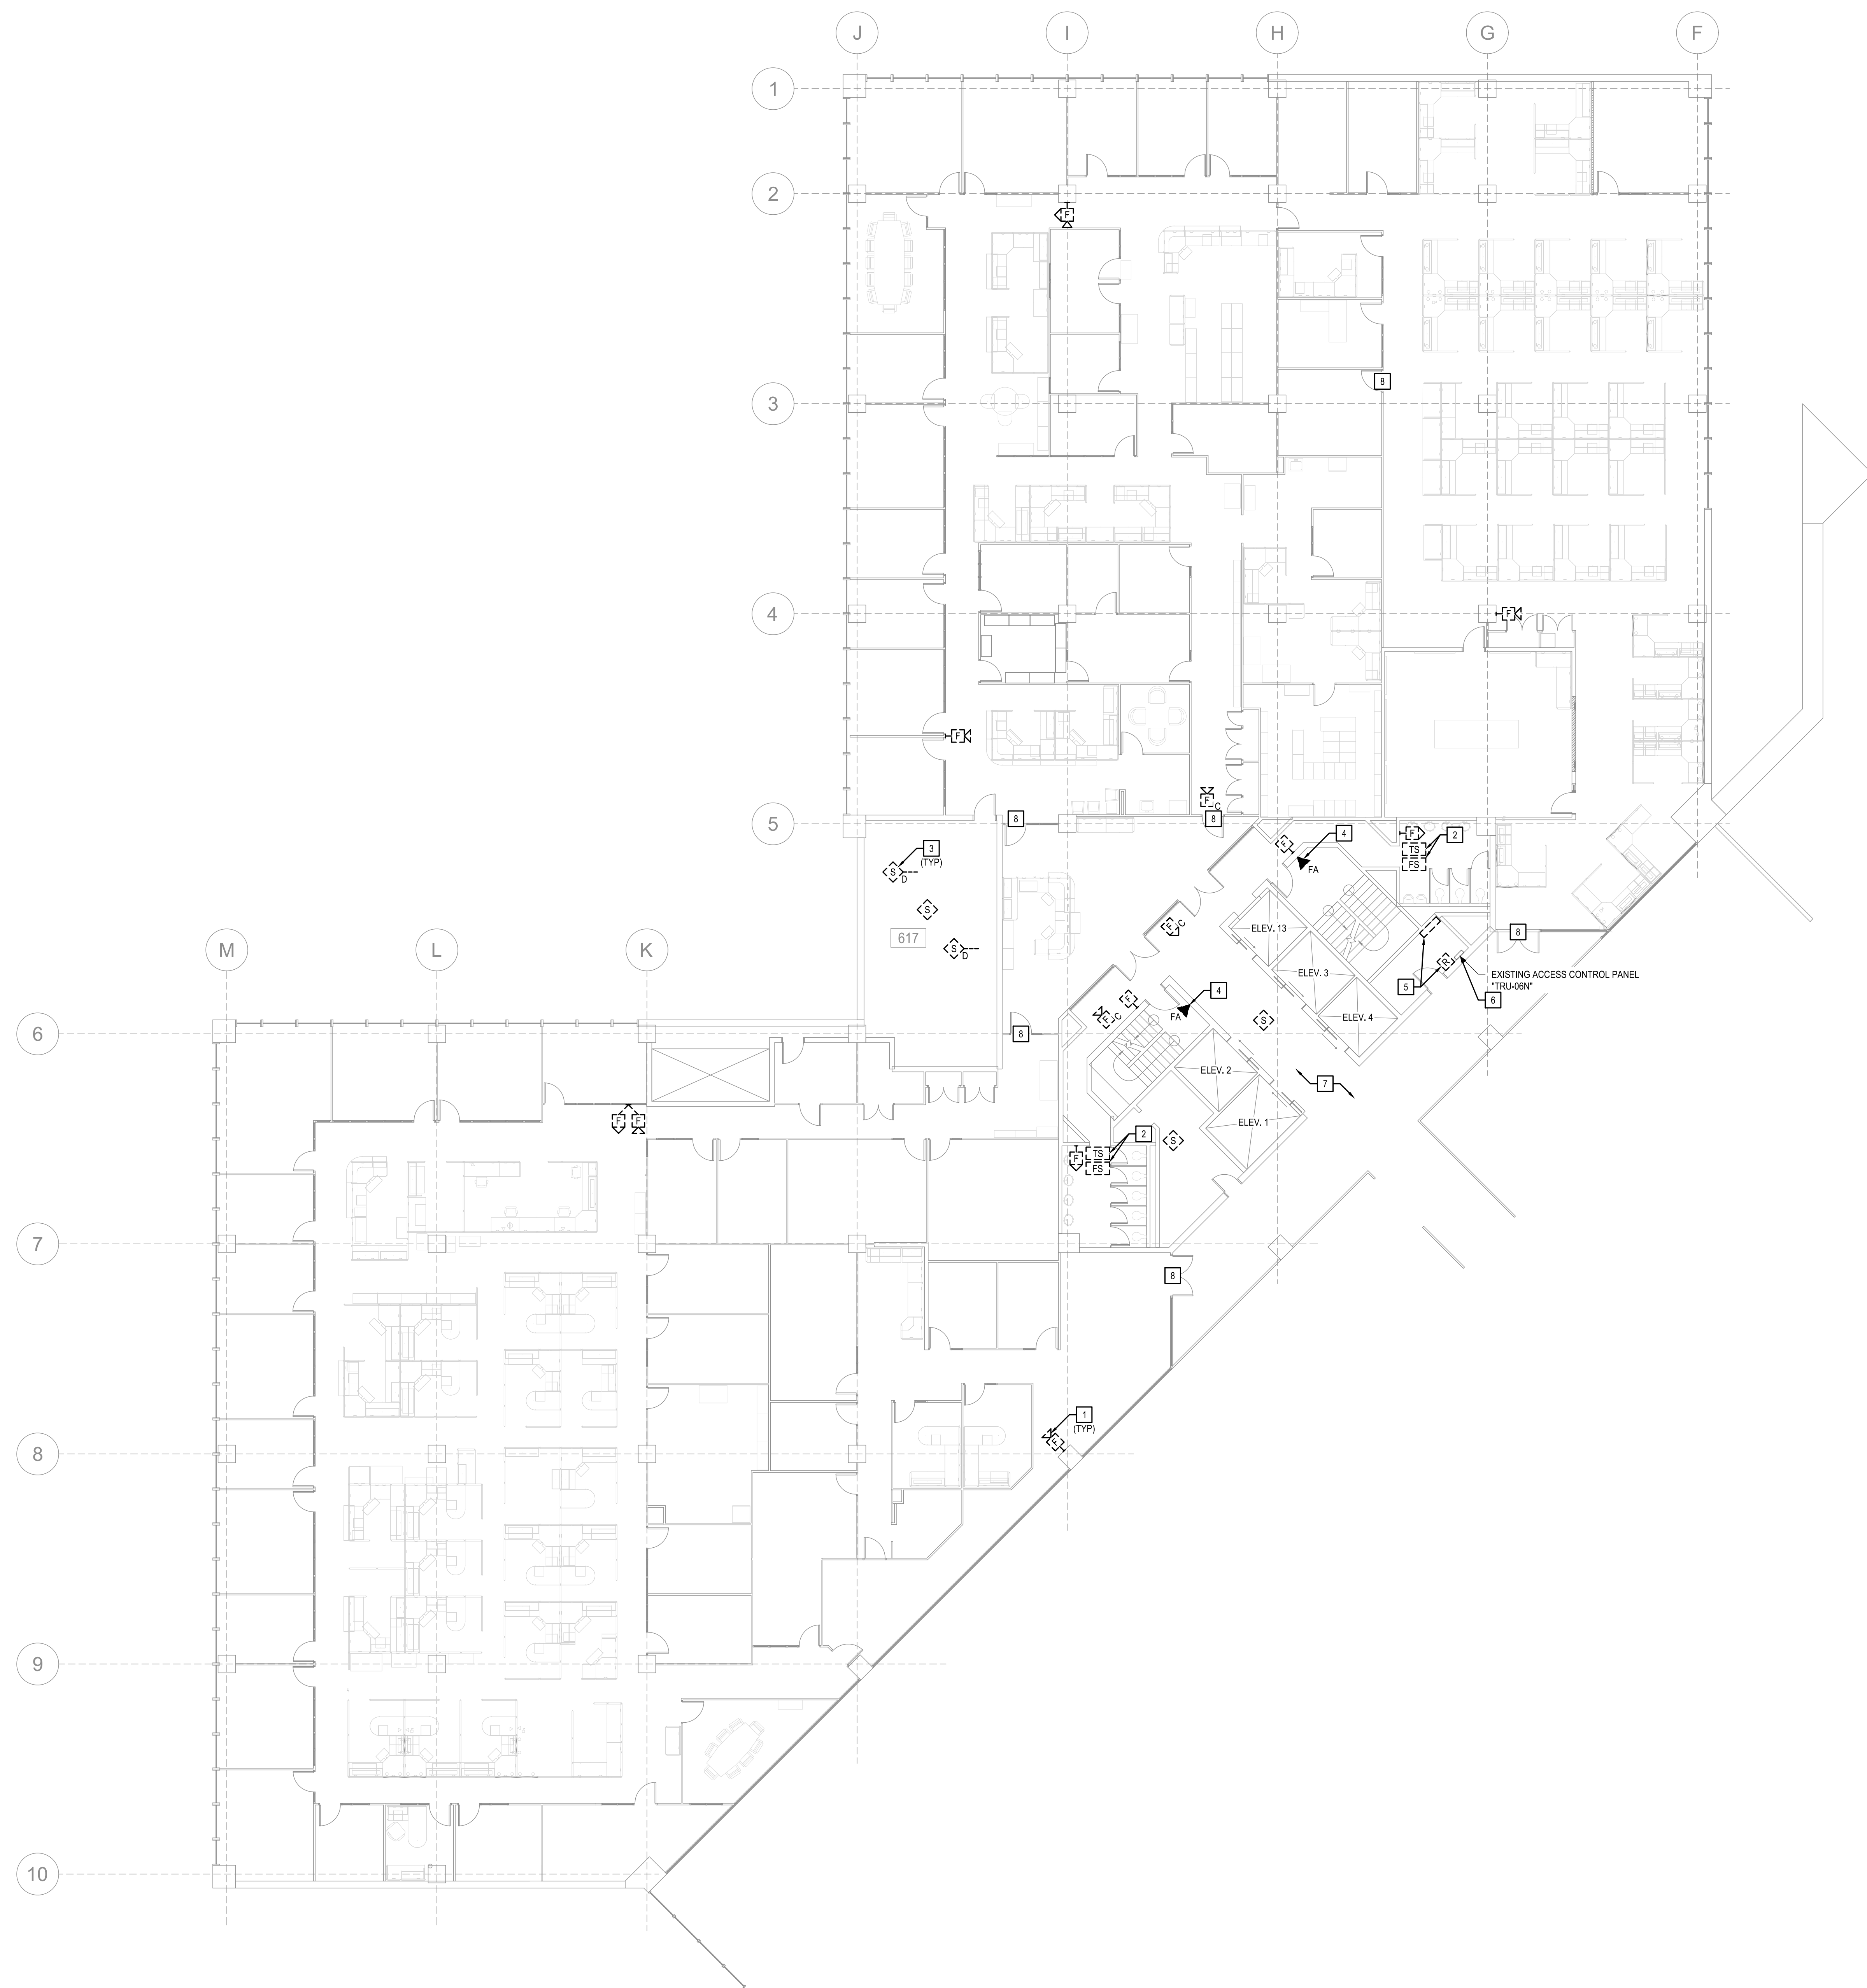 J I H G F
1
2
F
8
3
4
F
F
F
C
5
8
8
F
4
FA
F
2
TS
FS
3
(TYP)
S
D
S
617
S
D
F
C
ELEV. 13
ELEV. 3
ELEV. 4
8
R
5
EXISTING ACCESS CONTROL PANEL
"TRU-06N"
6
M L K
F
F
C
4
FA
S
6
8
ELEV. 2
ELEV. 1
7
F
F
2
TS
FS
F
S
7
8
1
(TYP)
F
8
9
10